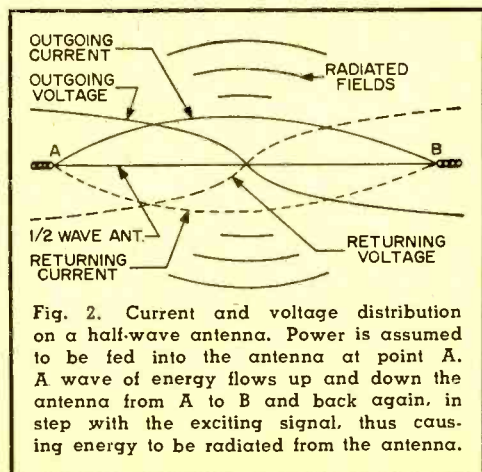 OUTGOING
CURRENT
OUTGOING
VOLTAGE
RADIATED
FIELDS
A
B
1/2 WAVE ANT.
RETURNING
CURRENT
RETURNING
VOLTAGE
Fig. 2. Current and voltage distribution
on a half-wave antenna. Power is assumed
to be fed into the antenna at point A.
A wave of energy flows up and down the
antenna from A to B and back again, in
step with the exciting signal, thus caus-
ing energy to be radiated from the antenna.